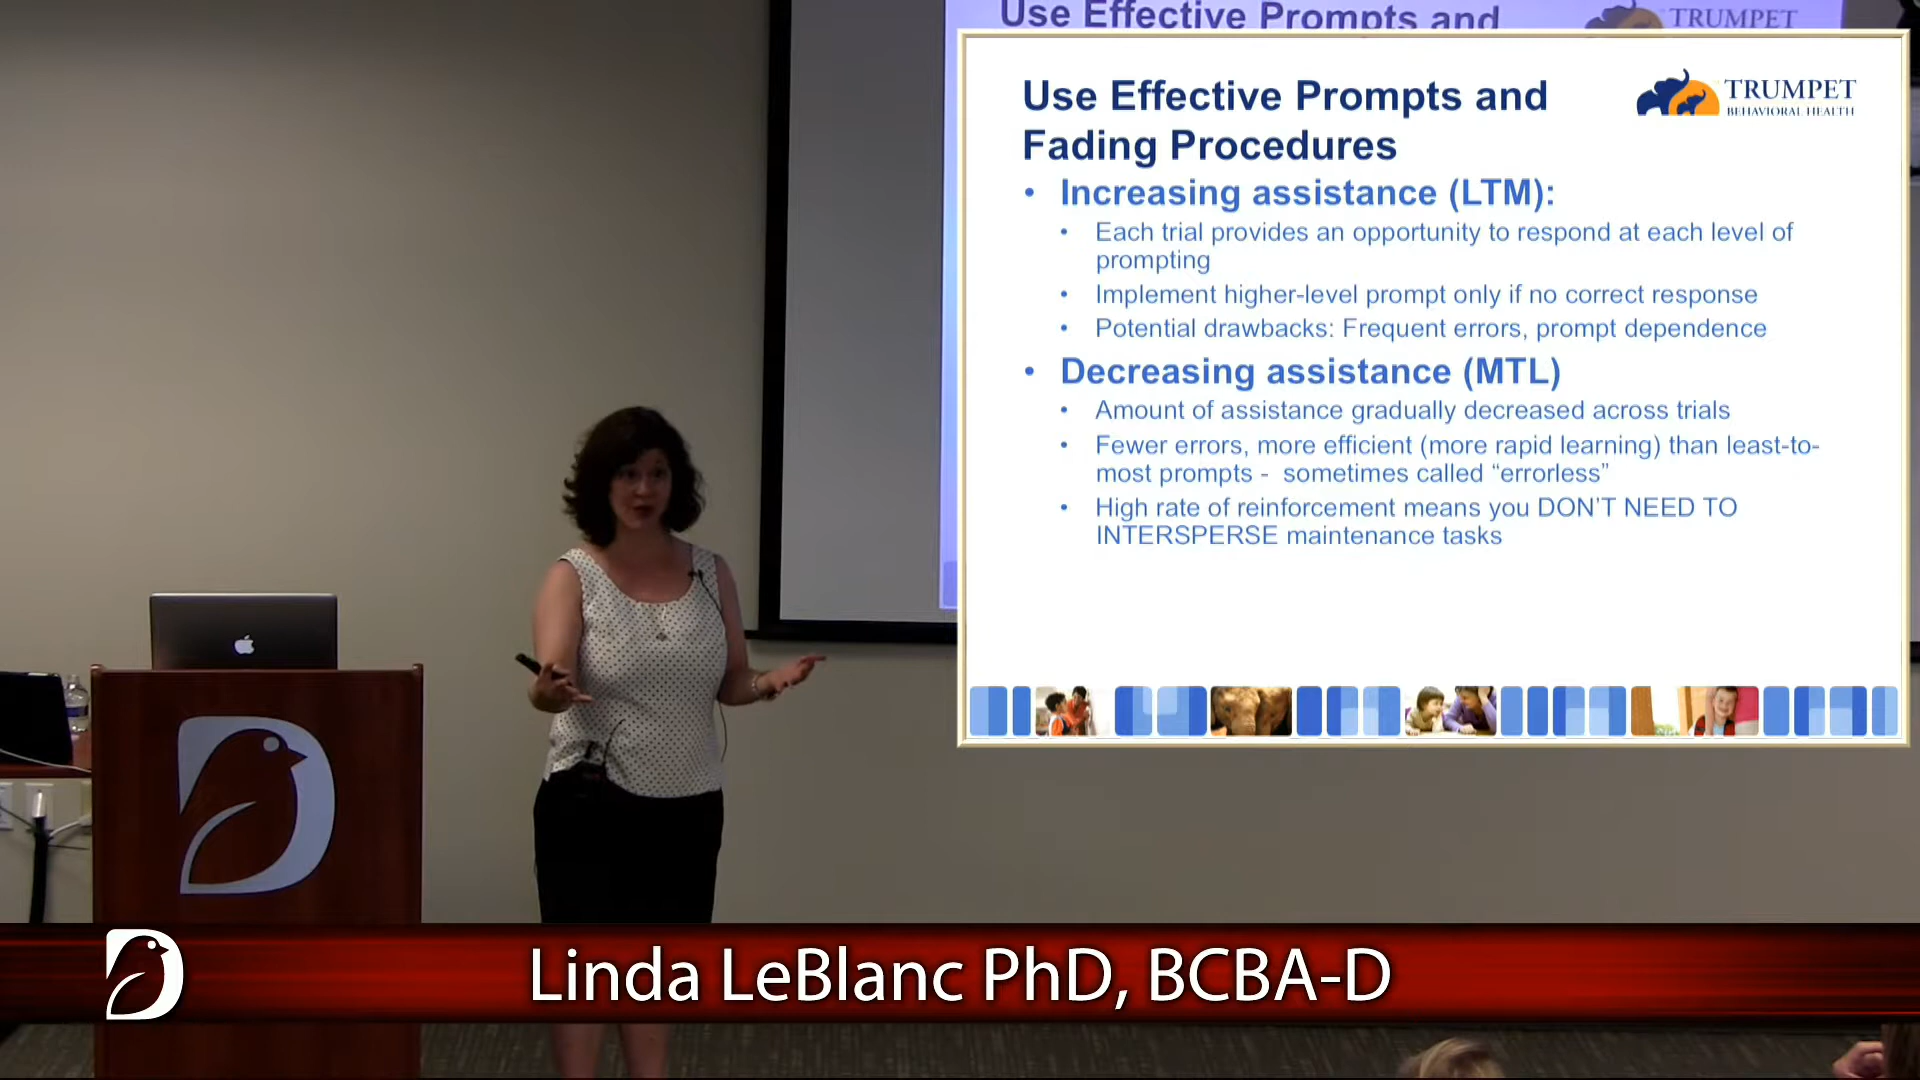 Use Effective Prompts and
TRUMPET
Use Effective Prompts and
Fading Procedures
TRUMPET
BEHAVIORAL HEALTH
• Increasing assistance (LTM):
• Each trial provides an opportunity to respond at each level of
prompting
• Implement higher-level prompt only if no correct response
• Potential drawbacks: Frequent errors, prompt dependence
• Decreasing assistance (MTL)
• Amount of assistance gradually decreased across trials
• Fewer errors, more efficient (more rapid learning) than least-to-
most prompts - sometimes called “errorless”
• High rate of reinforcement means you DON'T NEED TO
INTERSPERSE maintenance tasks
Linda LeBlanc PhD, BCBA-D